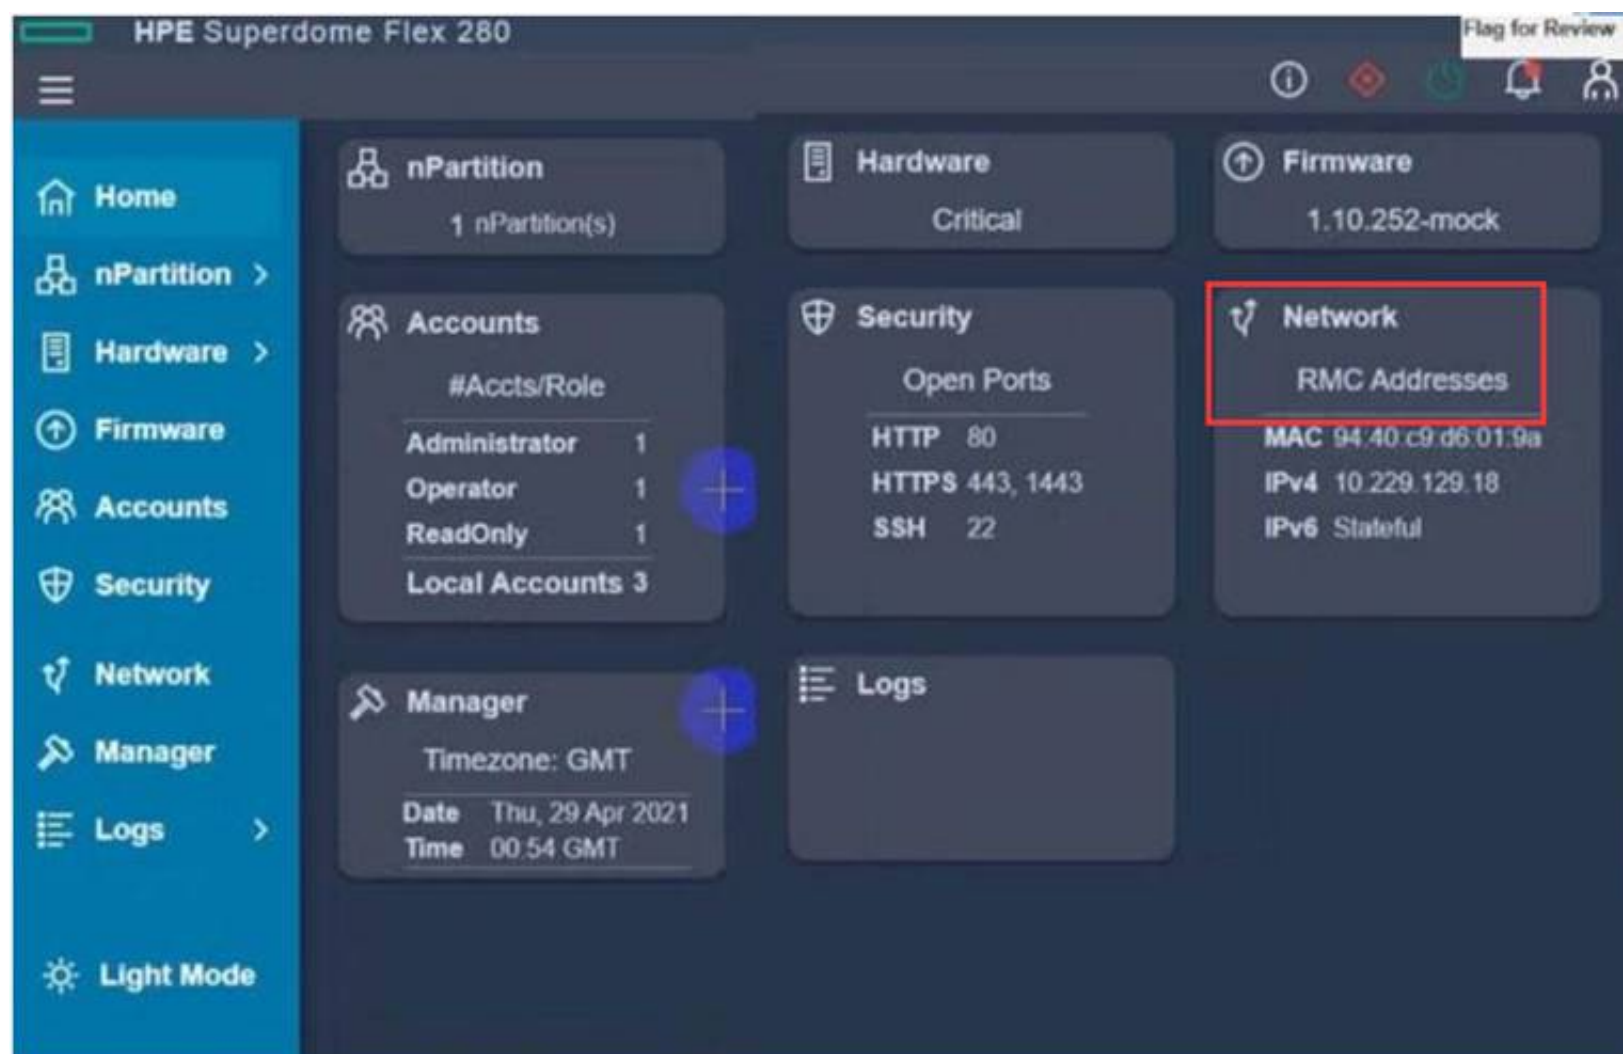 HPE Superdome Flex 280
Flag for Review
Home
nPartition
Hardware
Firmware
Accounts
Security
Network
Manager
Logs
Light Mode
nPartition
1 nPartition(s)
Hardware
Critical
Firmware
1.10.252-mock
Accounts
#Accts/Role
Administrator 1
Operator 1
ReadOnly 1
Local Accounts 3
Security
Open Ports
HTTP 80
HTTPS 443, 1443
SSH 22
Network
RMC Addresses
MAC 94:40:c9:d6:01:9a
IPv4 10.229.129.18
IPv6 Stateful
Manager
Timezone: GMT
Date Thu, 29 Apr 2021
Time 00:54 GMT
Logs